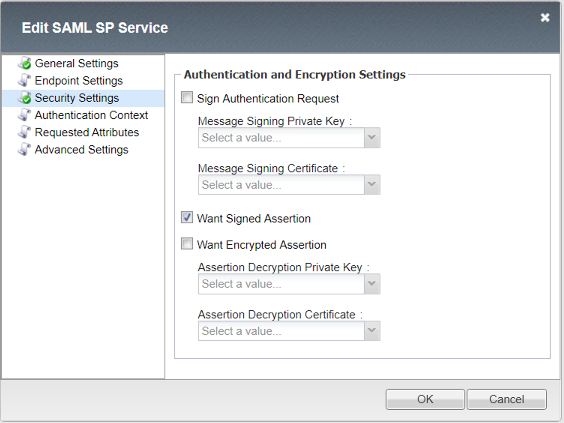 Edit SAML SP Service
General Settings
Endpoint Settings
Security Settings
Authentication Context
Requested Attributes
Advanced Settings
Authentication and Encryption Settings
Sign Authentication Request
Message Signing Private Key :
Select a value...
Message Signing Certificate :
Select a value...
Want Signed Assertion
Want Encrypted Assertion
Assertion Decryption Private Key :
Select a value...
Assertion Decryption Certificate :
Select a value...
OK Cancel